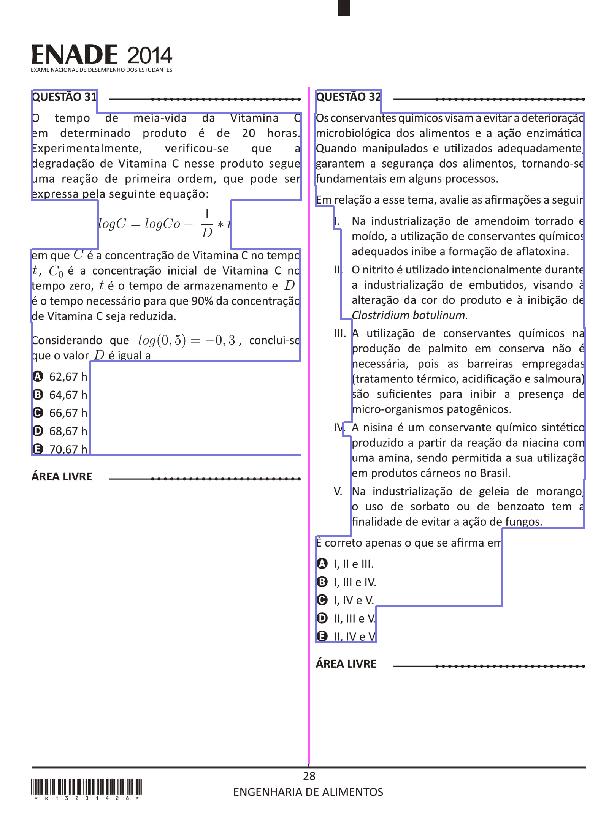 ENADE 2014
EXAME NACIONAL DE DESEMPENHO DOS ESTUDANTES
QUESTÃO 31
O tempo de meia-vida da Vitamina C
em determinado produto é de 20 horas.
Experimentalmente, verificou-se que a
degradação de Vitamina C nesse produto segue
uma reação de primeira ordem, que pode ser
expressa pela seguinte equação:
logC = logCo − 1/D * t
em que C é a concentração de Vitamina C no tempo
t, C₀ é a concentração inicial de Vitamina C no
tempo zero, t é o tempo de armazenamento e D
é o tempo necessário para que 90% da concentração
de Vitamina C seja reduzida.
Considerando que log(0,5) = −0,3 , conclui-se
que o valor D é igual a
A 62,67 h
B 64,67 h
C 66,67 h
D 68,67 h
E 70,67 h
ÁREA LIVRE
QUESTÃO 32
Os conservantes químicos visam a evitar a deterioração
microbiológica dos alimentos e a ação enzimática.
Quando manipulados e utilizados adequadamente,
garantem a segurança dos alimentos, tornando-se
fundamentais em alguns processos.
Em relação a esse tema, avalie as afirmações a seguir.
I. Na industrialização de amendoim torrado e
moído, a utilização de conservantes químicos
adequados inibe a formação de aflatoxina.
II. O nitrito é utilizado intencionalmente durante
a industrialização de embutidos, visando à
alteração da cor do produto e à inibição de
Clostridium botulinum.
III. A utilização de conservantes químicos na
produção de palmito em conserva não é
necessária, pois as barreiras empregadas
(tratamento térmico, acidificação e salmoura)
são suficientes para inibir a presença de
micro-organismos patogênicos.
IV. A nisina é um conservante químico sintético
produzido a partir da reação da niacina com
uma amina, sendo permitida a sua utilização
em produtos cárneos no Brasil.
V. Na industrialização de geleia de morango,
o uso de sorbato ou de benzoato tem a
finalidade de evitar a ação de fungos.
É correto apenas o que se afirma em
A I, II e III.
B I, III e IV.
C I, IV e V.
D II, III e V.
E II, IV e V.
ÁREA LIVRE
28
ENGENHARIA DE ALIMENTOS